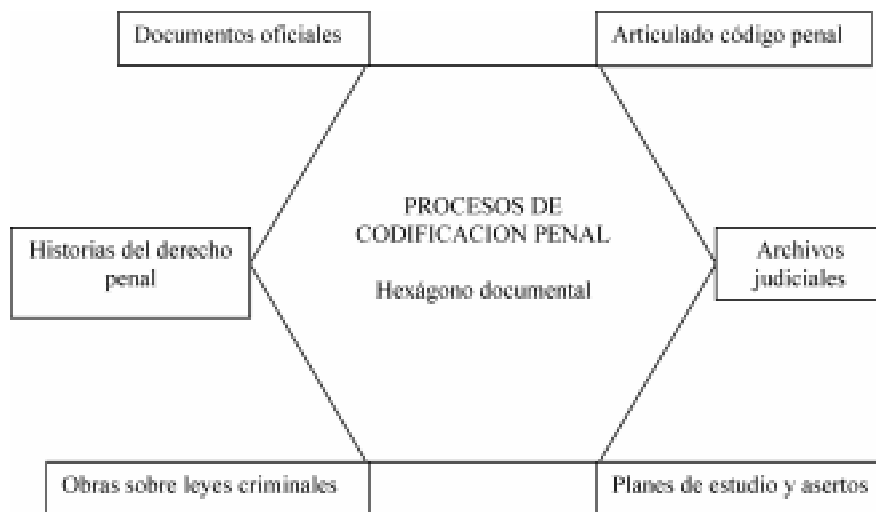 Documentos oficiales
Articulado código penal
PROCESOS DE
CODIFICACION PENAL
Hexágono documental
Historias del derecho
penal
Archivos
judiciales
Obras sobre leyes criminales
Planes de estudio y asertos